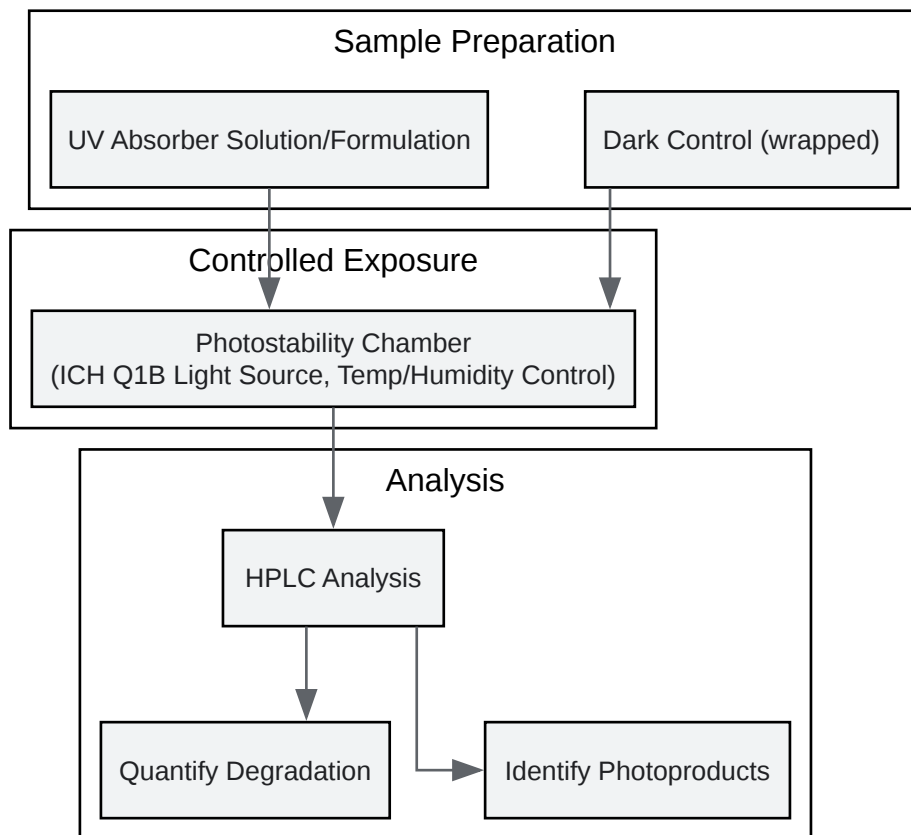 Sample Preparation
UV Absorber Solution/Formulation
Dark Control (wrapped)
Controlled Exposure
Photostability Chamber
(ICH Q1B Light Source, Temp/Humidity Control)
Analysis
HPLC Analysis
Quantify Degradation
Identify Photoproducts